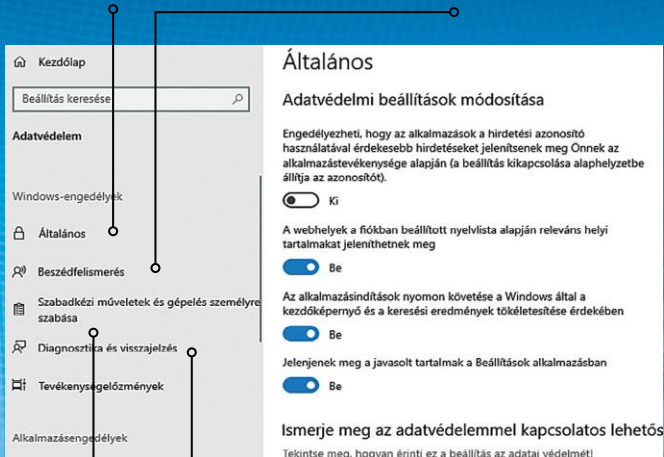 Kezdőlap
Beállítás keresése
Adatvédelem
Windows-engedélyek
Általános
Beszédfelismerés
Szabadkézi műveletek és gépelés személyre
szabása
Diagnosztika és visszajelzés
Tevékenységelőzmények
Alkalmazásengedélyek
Általános
Adatvédelmi beállítások módosítása
Engedélyezheti, hogy az alkalmazások a hirdetési azonosító
használatával érdekesebb hirdetéseket jelenítsenek meg Önnek az
alkalmazástevékenysége alapján (a beállítás kikapcsolása alaphelyzetbe
állítja az azonosítót).
Ki
A webhelyek a fiókban beállított nyelvlista alapján releváns helyi
tartalmakat jeleníthetnek meg
Be
Az alkalmazásindítások nyomon követése a Windows által a
kezdőképernyő és a keresési eredmények tökéletesítése érdekében
Be
Jelenjenek meg a javasolt tartalmak a Beállítások alkalmazásban
Be
Ismerje meg az adatvédelemmel kapcsolatos lehetős
Tekintse meg, hogyan érinti ez a beállítás az adatai védelmét!